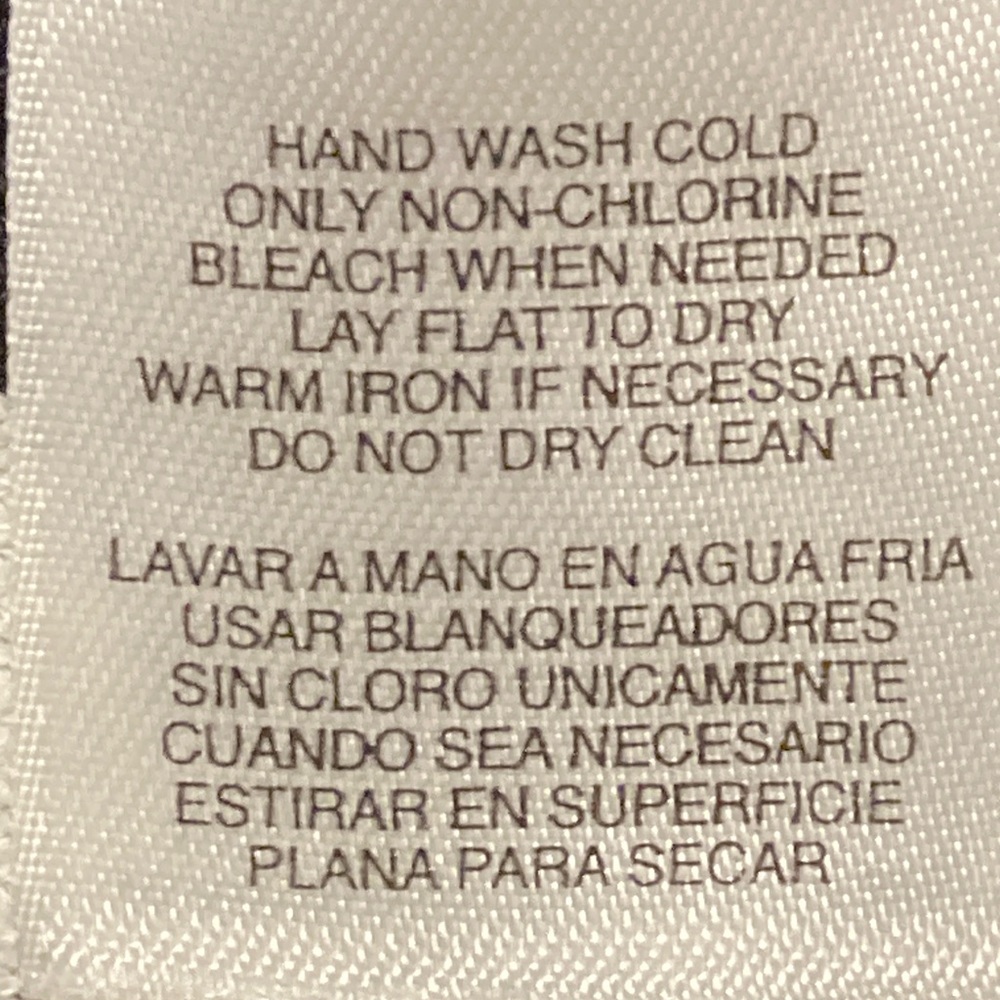 HAND WASH COLD
ONLY NON-CHLORINE
BLEACH WHEN NEEDED
LAY FLAT TO DRY
WARM IRON IF NECESSARY
DO NOT DRY CLEAN
LAVAR A MANO EN AGUA FRIA
USAR BLANQUEADORES
SIN CLORO UNICAMENTE
CUANDO SEA NECESARIO
ESTIRAR EN SUPERFICIE
PLANA PARA SECAR